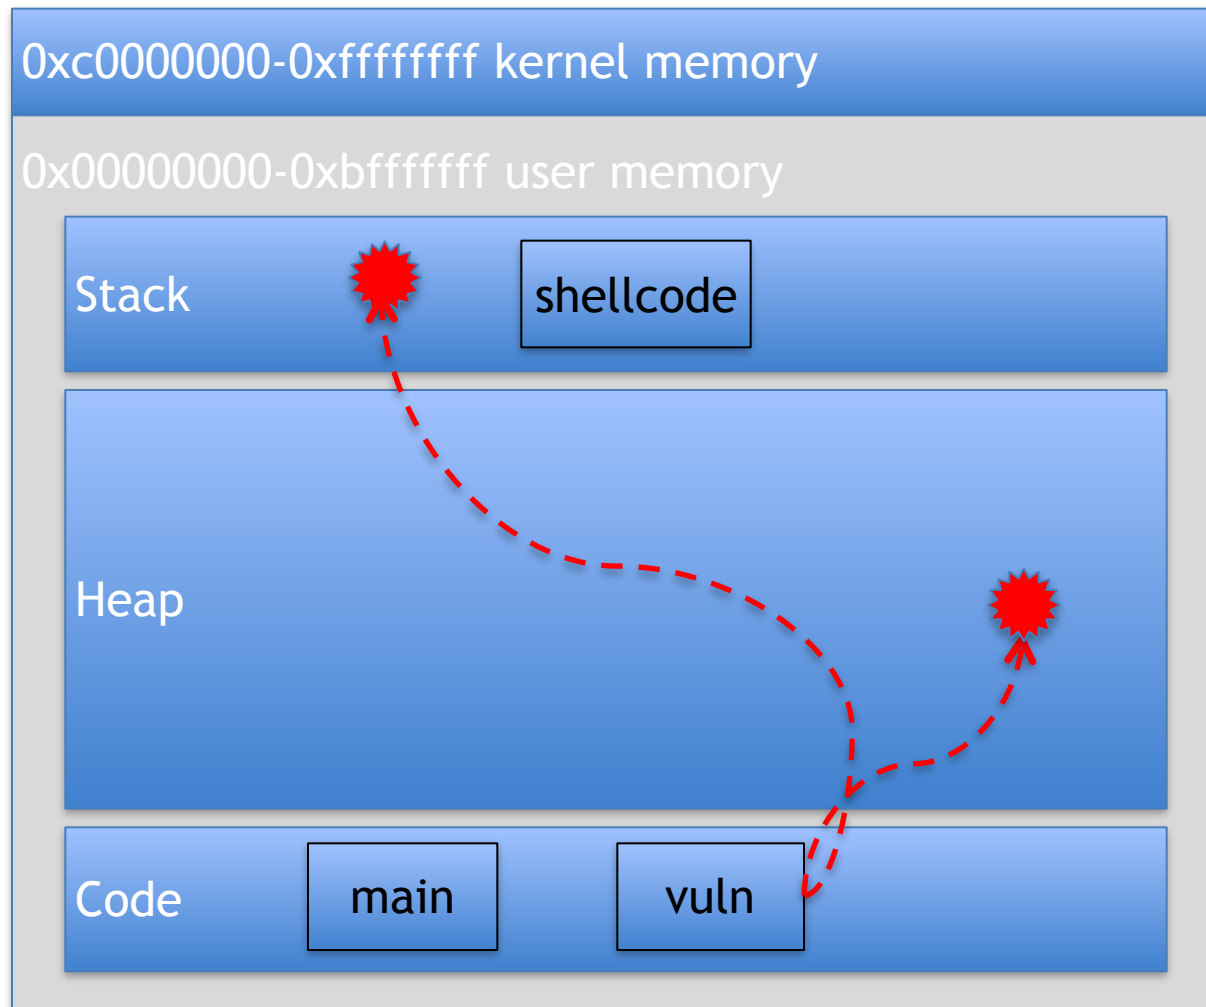 0xc0000000-0xffffffff kernel memory
0x00000000-0xbfffffff user memory
Stack
shellcode
Heap
Code
main
vuln